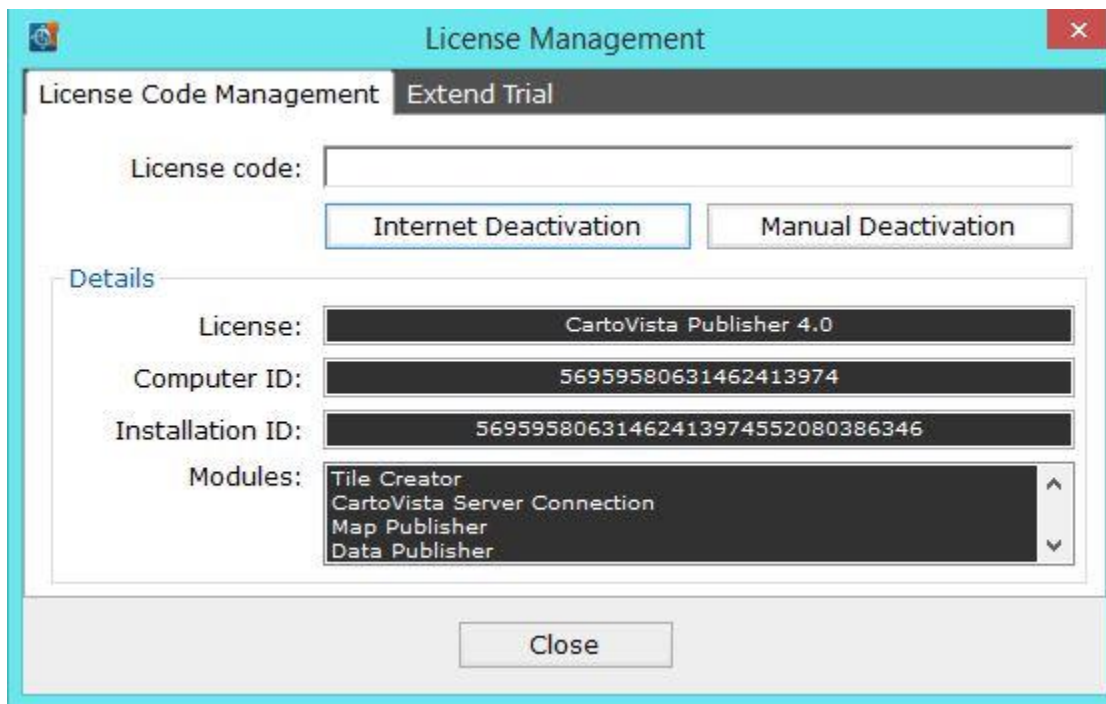 License Management
License Code Management
Extend Trial
License code:
Internet Deactivation
Manual Deactivation
Details
License: CartoVista Publisher 4.0
Computer ID: 56959580631462413974
Installation ID: 56959580631462413974552080386346
Modules: Tile Creator
CartoVista Server Connection
Map Publisher
Data Publisher
Close